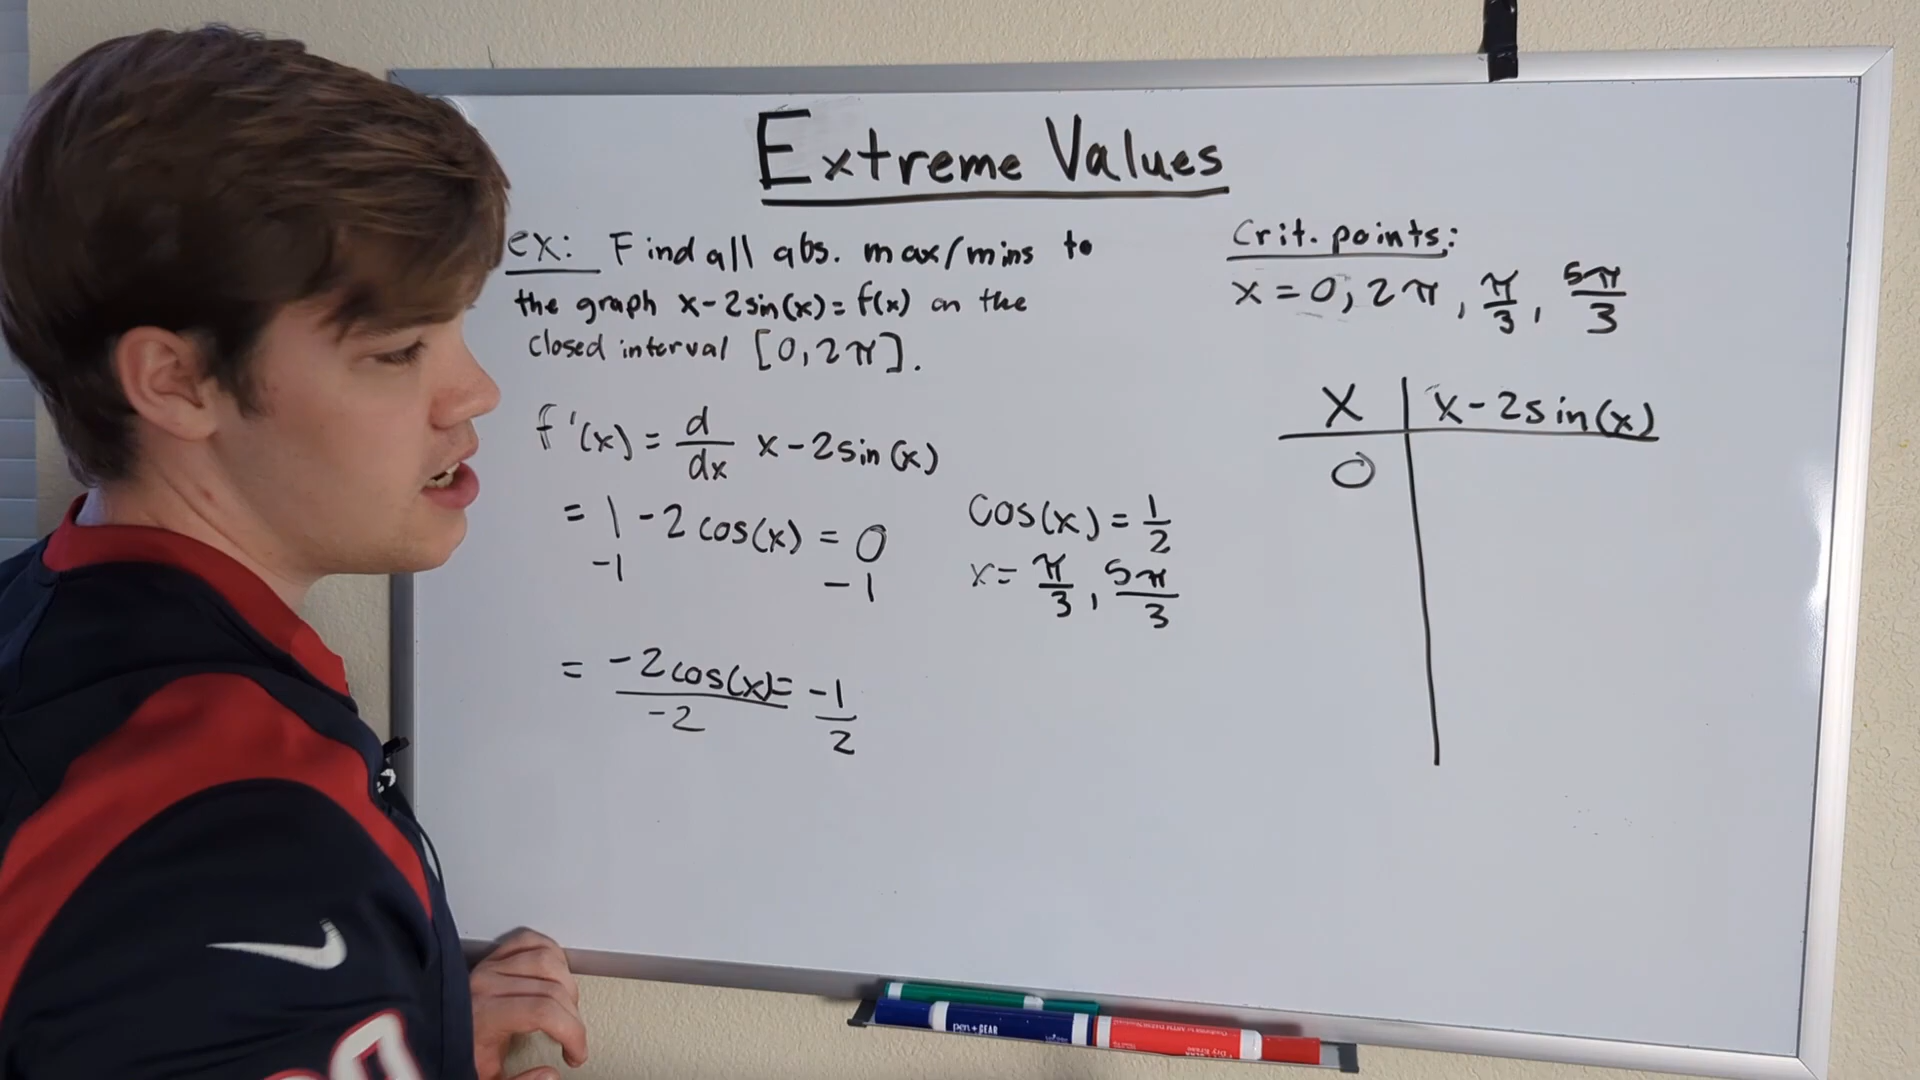 Extreme Values
ex: Find all abs. max/mins to
the graph x-2sin(x)=f(x) on the
closed interval [0,2π].
f'(x) = d/dx x-2sin(x)
= 1 - 2cos(x) = 0
-1 -1
= -2cos(x)/-2 = -1/2
cos(x) = 1/2
x = π/3, 5π/3
Crit. points:
x = 0, 2π, π/3, 5π/3
x | x-2sin(x)
0
pen+GEAR